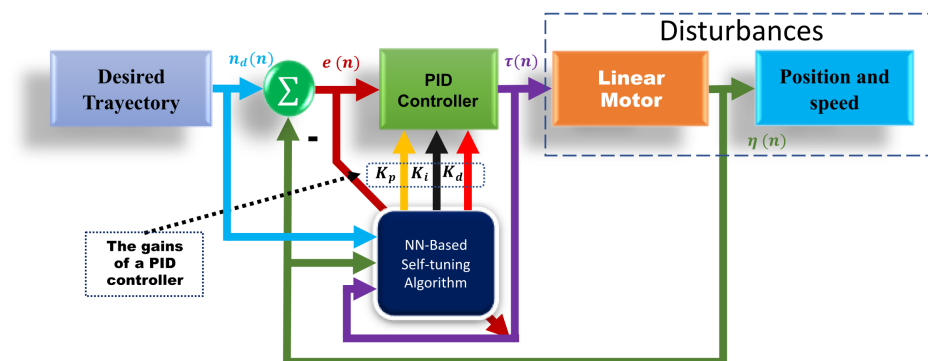 Disturbances
Desired
Trayectory
n_d(n)
Σ
-
e (n)
PID
Controller
τ(n)
Linear
Motor
Position and
speed
η (n)
K_p K_i K_d
The gains
of a PID
controller
NN-Based
Self-tuning
Algorithm